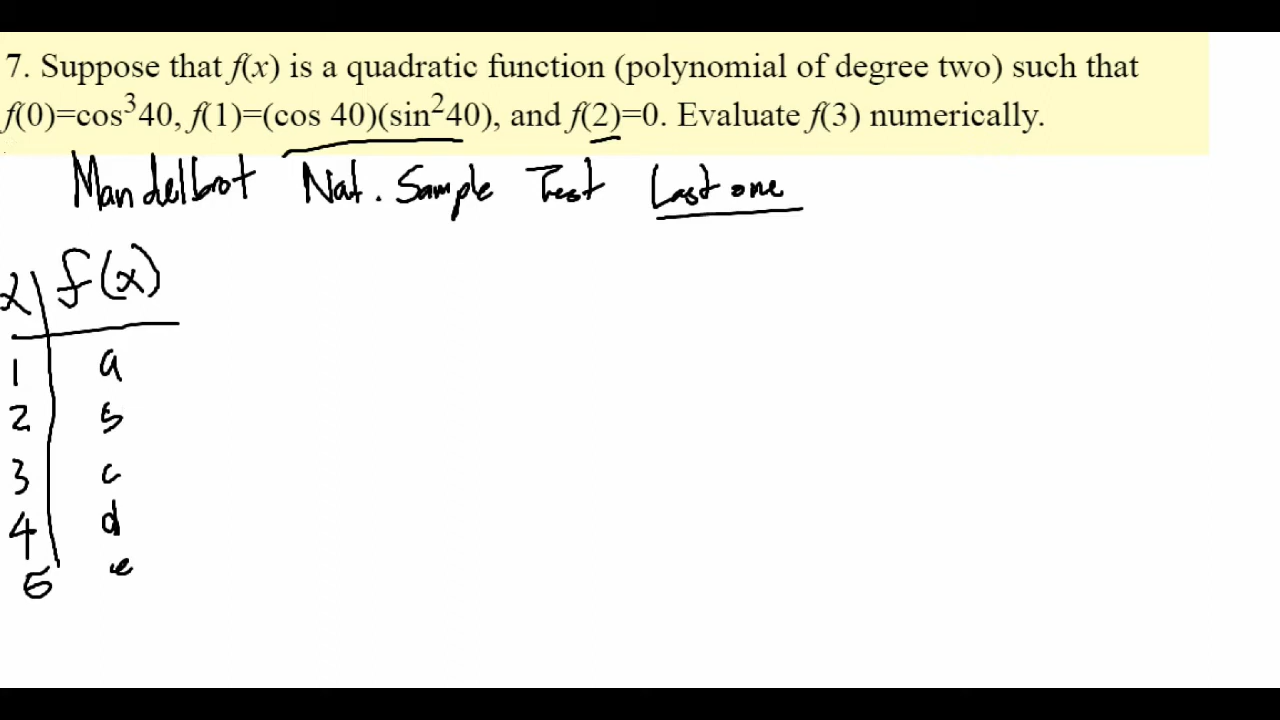 7. Suppose that f(x) is a quadratic function (polynomial of degree two) such that
f(0)=cos³40, f(1)=(cos 40)(sin²40), and f(2)=0. Evaluate f(3) numerically.
Mandelbrot Nat. Sample Test Last one
x f(x)
1 a
2 b
3 c
4 d
5 e